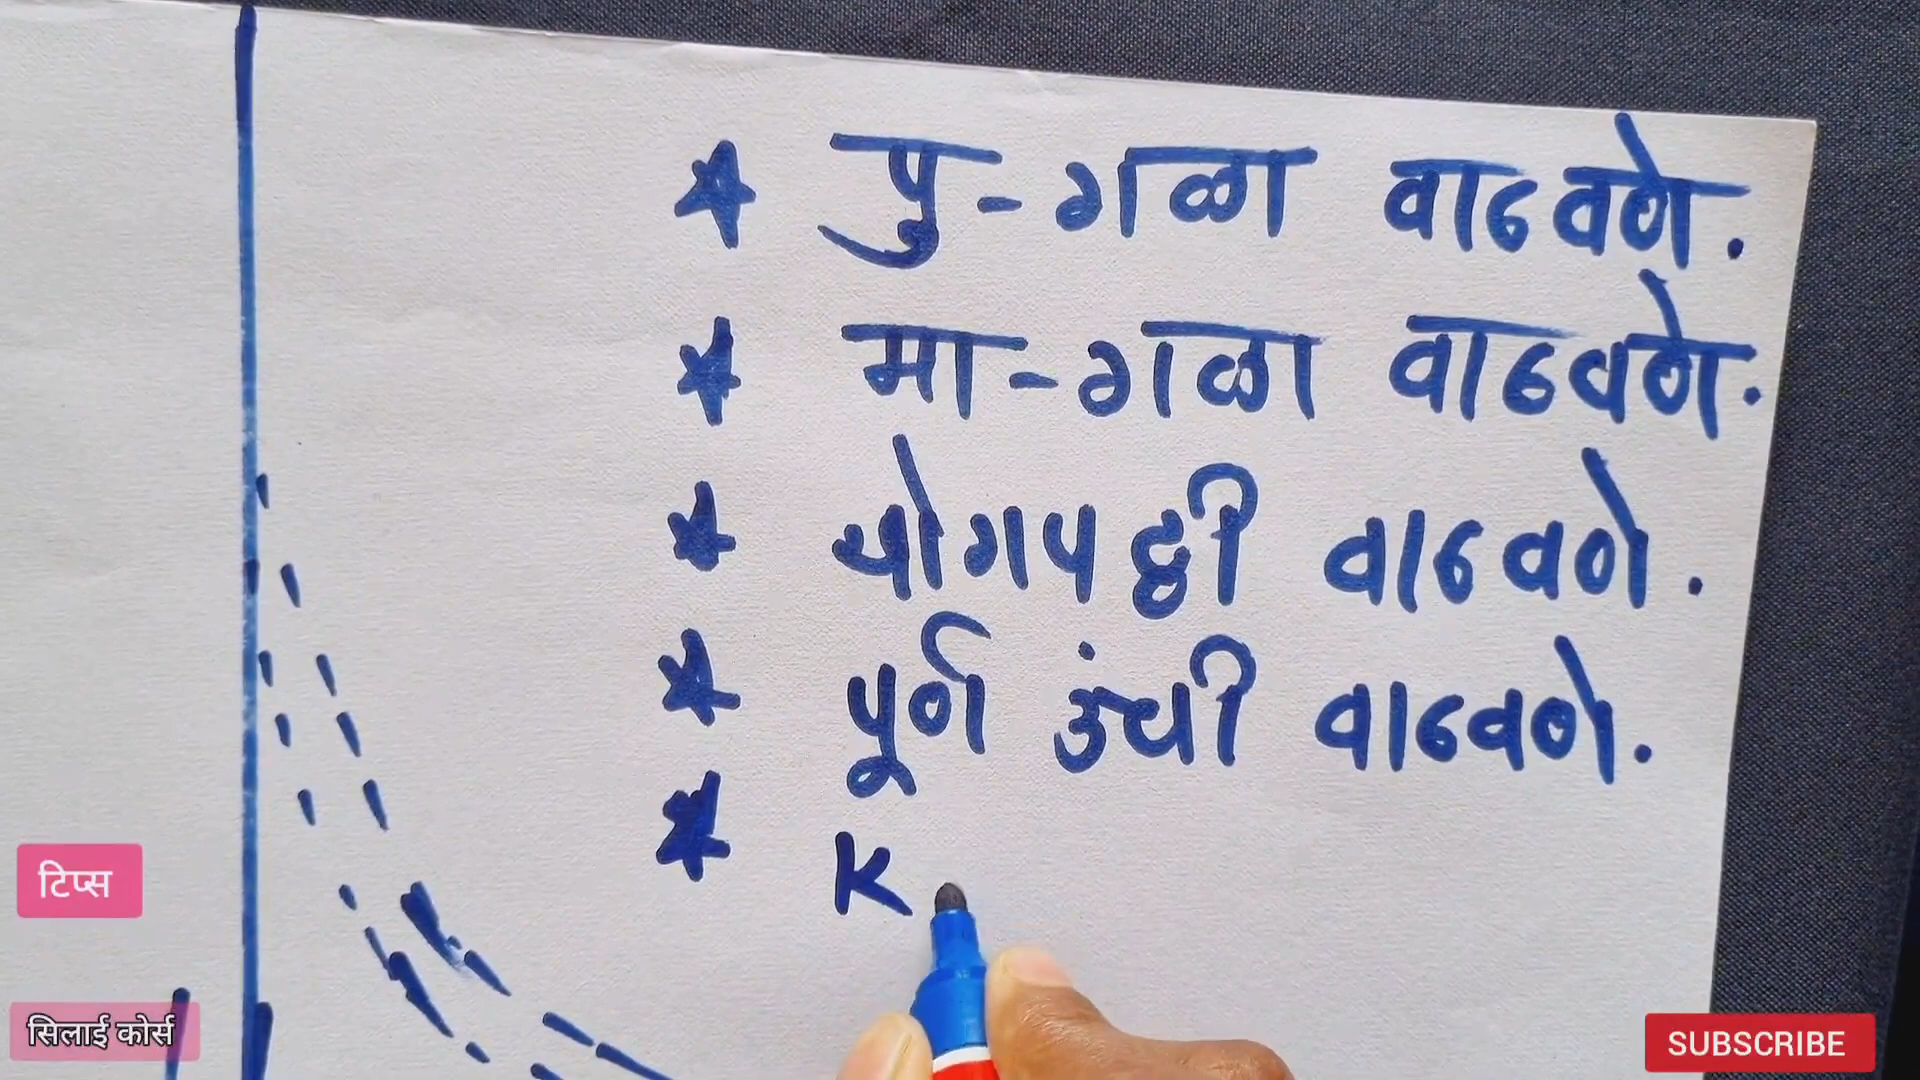 ★ पु-गळा वाढवणे.
★ मा-गळा वाढवणे.
★ योगपट्टी वाढवणे.
★ पूर्ण उंची वाढवणे.
★ K
टिप्स
सिलाई कोर्स
SUBSCRIBE